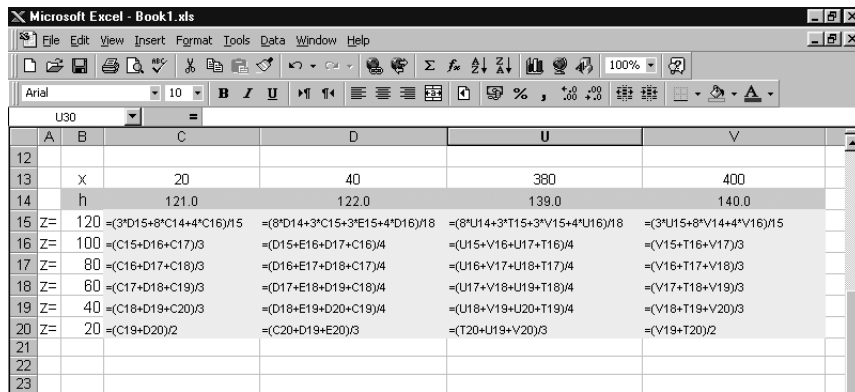 Microsoft Excel - Book1.xls
File Edit View Insert Format Tools Data Window Help
Σ fx 100%
Arial 10 B I U % ,
U30 =
A B C D U V
12
13 x 20 40 380 400
14 h 121.0 122.0 139.0 140.0
15 Z= 120 =(3*D15+8*C14+4*C16)/15 =(8*D14+3*C15+3*E15+4*D16)/18 =(8*U14+3*T15+3*V15+4*U16)/18 =(3*U15+8*V14+4*V16)/15
16 Z= 100 =(C15+D16+C17)/3 =(D15+E16+D17+C16)/4 =(U15+V16+U17+T16)/4 =(V15+T16+V17)/3
17 Z= 80 =(C16+D17+C18)/3 =(D16+E17+D18+C17)/4 =(U16+V17+U18+T17)/4 =(V16+T17+V18)/3
18 Z= 60 =(C17+D18+C19)/3 =(D17+E18+D19+C18)/4 =(U17+V18+U19+T18)/4 =(V17+T18+V19)/3
19 Z= 40 =(C18+D19+C20)/3 =(D18+E19+D20+C19)/4 =(U18+V19+U20+T19)/4 =(V18+T19+V20)/3
20 Z= 20 =(C19+D20)/2 =(C20+D19+E20)/3 =(T20+U19+V20)/3 =(V19+T20)/2
21
22
23